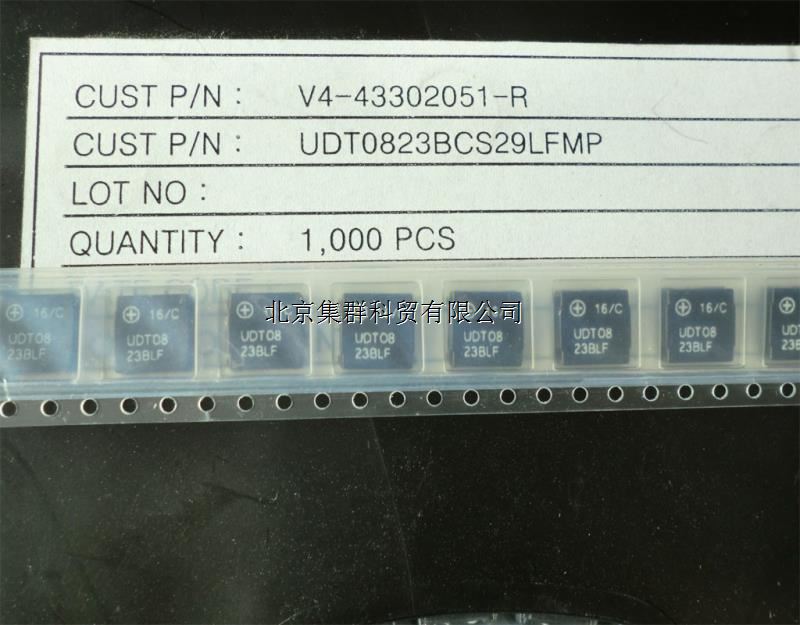 CUST P/N : V4-43302051-R
CUST P/N : UDT0823BCS29LFMP
LOT NO :
QUANTITY : 1,000 PCS
北京集群科贸有限公司
16/C
UDT08
23BLF
16/C
UDT08
23BLF
16/C
UDT08
23BLF
16/C
UDT08
23BLF
16/C
UDT08
23BLF
16/C
UDT08
23BLF
16/C
UDT08
23BLF